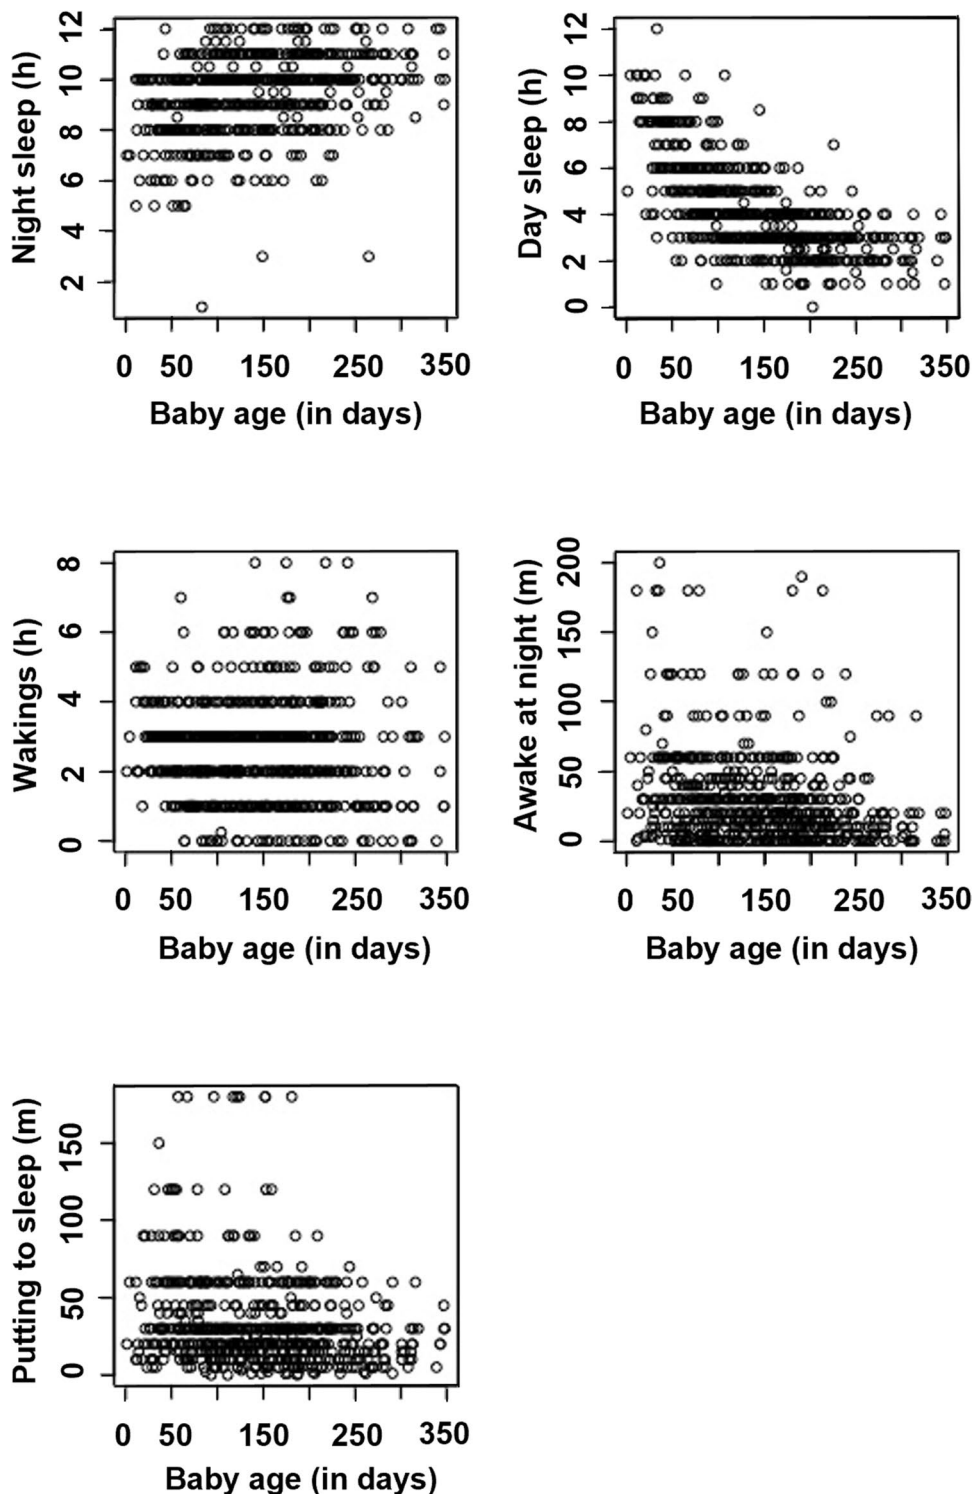 Night sleep (h)
12
10
8
6
4
2
0 50 150 250 350
Baby age (in days)
Day sleep (h)
12
10
8
6
4
2
0
0 50 150 250 350
Baby age (in days)
Wakings (h)
8
6
4
2
0
0 50 150 250 350
Baby age (in days)
Awake at night (m)
200
150
100
50
0
0 50 150 250 350
Baby age (in days)
Putting to sleep (m)
150
100
50
0
0 50 150 250 350
Baby age (in days)